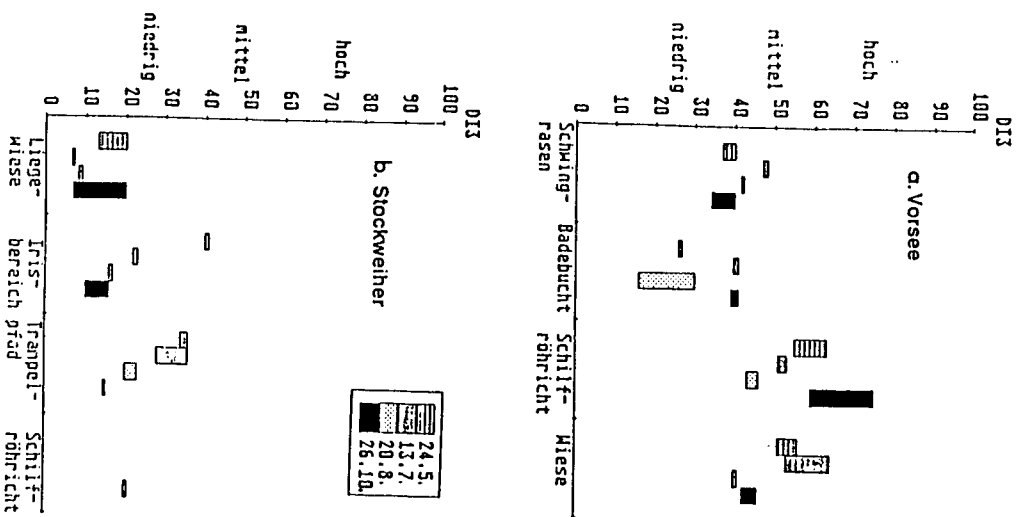 DI3
100
90
80
70
60
50
40
30
20
10
0
hoch
mittel
niedrig
a. Vorsee
Schwing-
rasen
Badebucht
Schilf-
röhricht
Wiese
DI3
100
90
80
70
60
50
40
30
20
10
0
hoch
mittel
niedrig
b. Stockweiher
24.5.
13.7.
20.8.
26.10.
Liege-
wiese
Iris-
bereich
Trampel-
pfad
Schilf-
röhricht